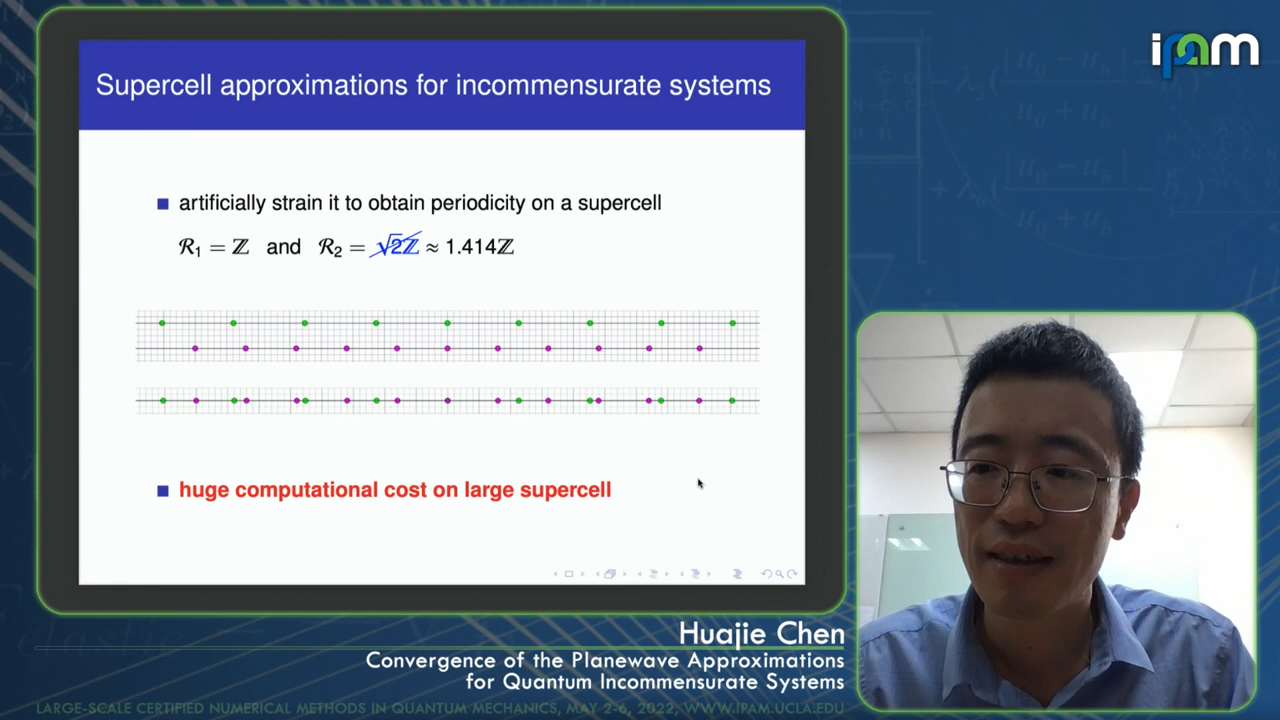 Supercell approximations for incommensurate systems
ipam
artificially strain it to obtain periodicity on a supercell
ℛ₁ = ℤ and ℛ₂ = √2ℤ ≈ 1.414ℤ
huge computational cost on large supercell
Huajie Chen
Convergence of the Planewave Approximations
for Quantum Incommensurate Systems
LARGE-SCALE CERTIFIED NUMERICAL METHODS IN QUANTUM MECHANICS, MAY 2-6, 2022, WWW.IPAM.UCLA.EDU